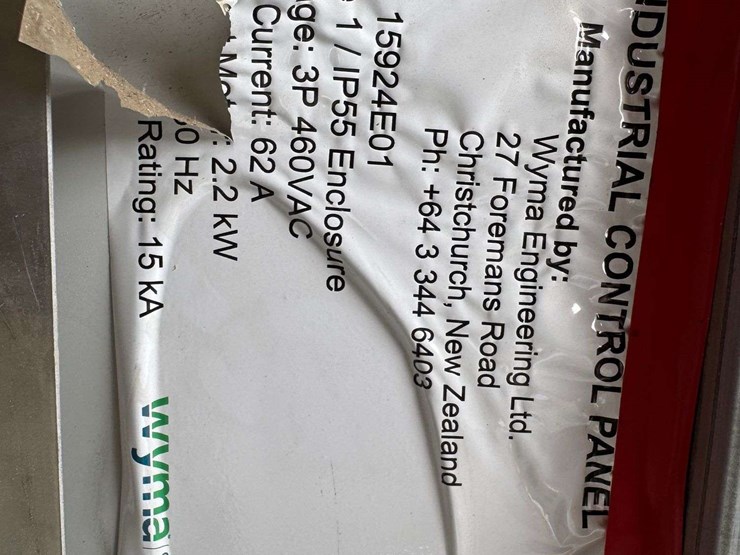 DUSTRIAL CONTROL PANEL
Manufactured by:
Wyma Engineering Ltd.
27 Foremans Road
Christchurch, New Zealand
Ph: +64 3 344 6403
15924E01
1 / IP55 Enclosure
ge: 3P 460VAC
Current: 62 A
: 2.2 kW
0 Hz
Rating: 15 kA
wyma